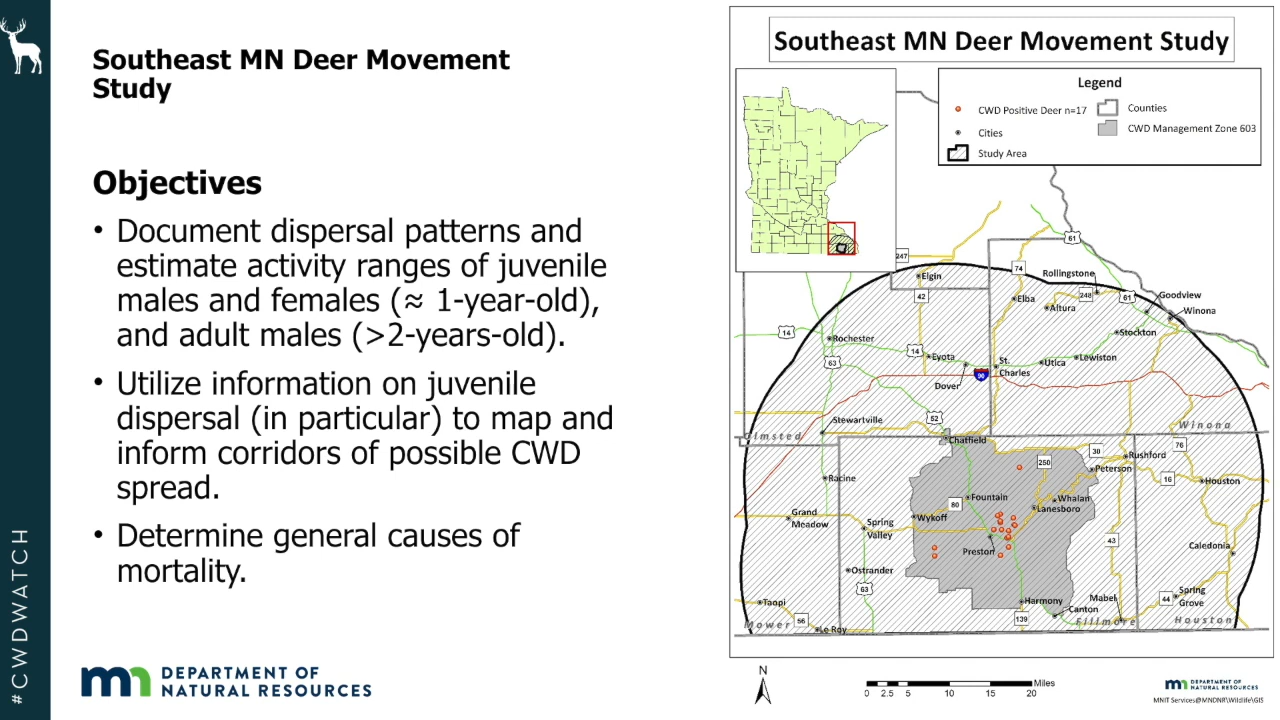 Southeast MN Deer Movement
Study
Objectives
• Document dispersal patterns and
estimate activity ranges of juvenile
males and females (≈ 1-year-old),
and adult males (>2-years-old).
• Utilize information on juvenile
dispersal (in particular) to map and
inform corridors of possible CWD
spread.
• Determine general causes of
mortality.
#CWDWATCH
DEPARTMENT OF
NATURAL RESOURCES
Southeast MN Deer Movement Study
Legend
CWD Positive Deer n=17
Cities
Study Area
Counties
CWD Management Zone 603
61
247
74
Rollingstone
Elgin
42
Elba
248
61
Goodview
Altura
Winona
14
Rochester
Stockton
63
14
Eyota
St.
Charles
Utica
Lewiston
Dover
90
Stewartville
52
Winona
Olmsted
Chatfield
76
30
Rushford
250
Peterson
Racine
16
Houston
Fountain
Whalan
80
Lanesboro
Grand
Meadow
Wykoff
Spring
Valley
43
Preston
Caledonia
Ostrander
63
Spring
Grove
44
Mabel
Harmony
Taopi
Canton
56
139
Mower
Le Roy
Fillmore
Houston
N
Miles
0 2.5 5 10 15 20
DEPARTMENT OF
NATURAL RESOURCES
MNIT Services@MNDNR\Wildlife\GIS